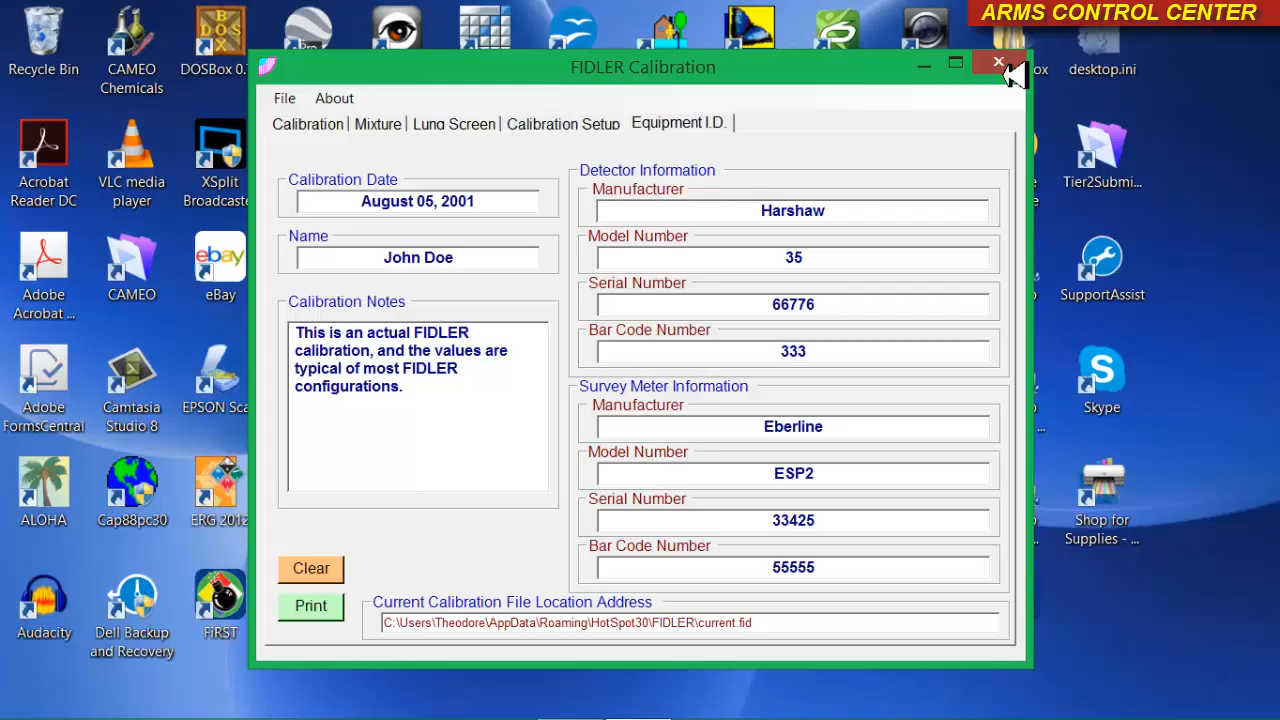 ARMS CONTROL CENTER
Recycle Bin
CAMEO
Chemicals
DOSBox 0.7
desktop.ini
FIDLER Calibration
File
About
Calibration
Mixture
Lung Screen
Calibration Setup
Equipment I.D.
Calibration Date
August 05, 2001
Name
John Doe
Calibration Notes
This is an actual FIDLER
calibration, and the values are
typical of most FIDLER
configurations.
Detector Information
Manufacturer
Harshaw
Model Number
35
Serial Number
66776
Bar Code Number
333
Survey Meter Information
Manufacturer
Eberline
Model Number
ESP2
Serial Number
33425
Bar Code Number
55555
Clear
Print
Current Calibration File Location Address
C:\Users\Theodore\AppData\Roaming\HotSpot30\FIDLER\current.fid
Acrobat
Reader DC
VLC media
player
XSplit
Broadcaste
Tier2Submi...
Adobe
Acrobat ...
CAMEO
ebay
eBay
SupportAssist
Adobe
FormsCentral
Camtasia
Studio 8
EPSON Sca
Skype
ALOHA
Cap88pc30
ERG 2012
Shop for
Supplies - ...
Audacity
Dell Backup
and Recovery
FiRST